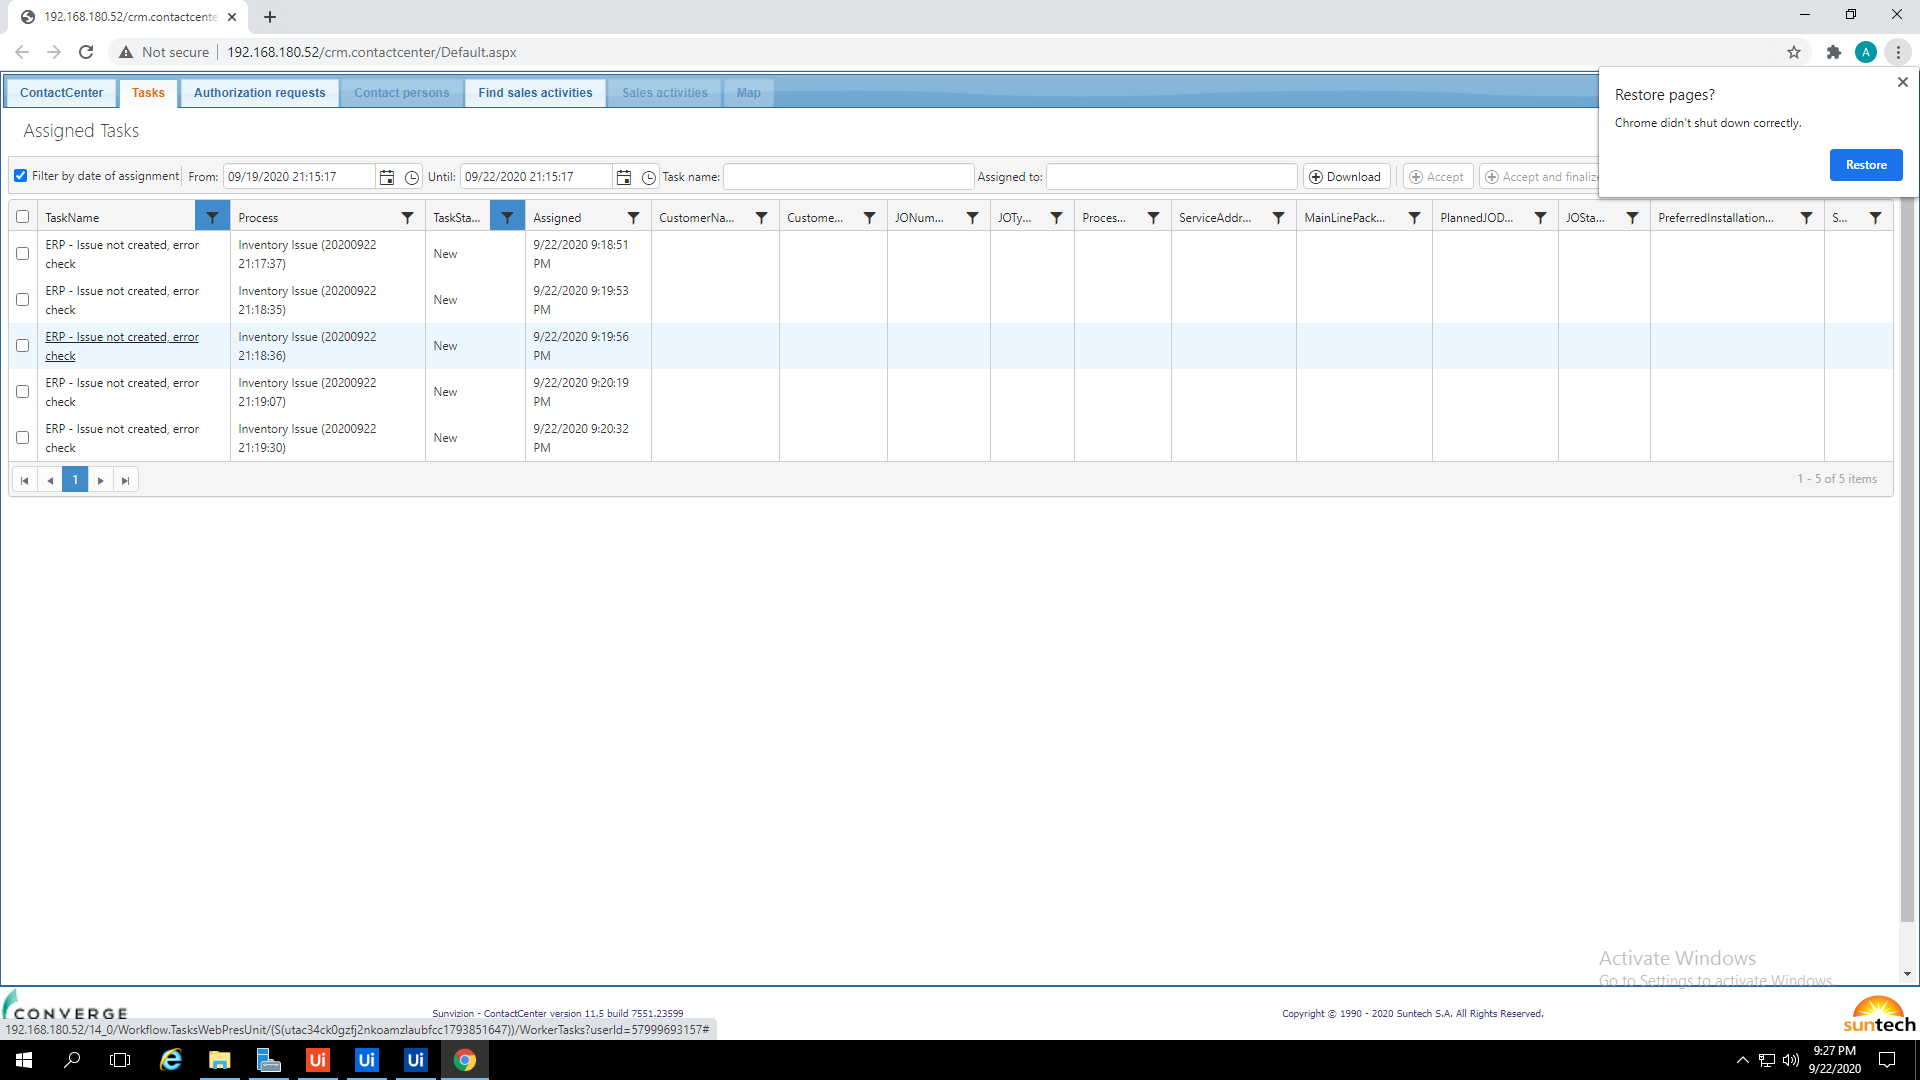 192.168.180.52/crm.contactcente
Not secure
192.168.180.52/crm.contactcenter/Default.aspx
A
ContactCenter
Tasks
Authorization requests
Contact persons
Find sales activities
Sales activities
Map
Restore pages?
Chrome didn't shut down correctly.
Restore
Assigned Tasks
Filter by date of assignment
From: 09/19/2020 21:15:17
Until: 09/22/2020 21:15:17
Task name:
Assigned to:
Download
Accept
Accept and finalize
TaskName
Process
TaskSta...
Assigned
CustomerNa...
Custome...
JONum...
JOTy...
Proces...
ServiceAddr...
MainLinePack...
PlannedJOD...
JOSta...
PreferredInstallation...
S...
ERP - Issue not created, error
check
Inventory Issue (20200922
21:17:37)
New
9/22/2020 9:18:51
PM
ERP - Issue not created, error
check
Inventory Issue (20200922
21:18:35)
New
9/22/2020 9:19:53
PM
ERP - Issue not created, error
check
Inventory Issue (20200922
21:18:36)
New
9/22/2020 9:19:56
PM
ERP - Issue not created, error
check
Inventory Issue (20200922
21:19:07)
New
9/22/2020 9:20:19
PM
ERP - Issue not created, error
check
Inventory Issue (20200922
21:19:30)
New
9/22/2020 9:20:32
PM
1
1 - 5 of 5 items
Activate Windows
Go to Settings to activate Windows.
CONVERGE
Sunvizion - ContactCenter version 11.5 build 7551.23599
Copyright © 1990 - 2020 Suntech S.A. All Rights Reserved.
suntech
192.168.180.52/14_0/Workflow.TasksWebPresUnit/(S(utac34ck0gzfj2nkoamzlaubfcc1793851647))/WorkerTasks?userId=57999693157#
Ui
Ui
Ui
9:27 PM
9/22/2020